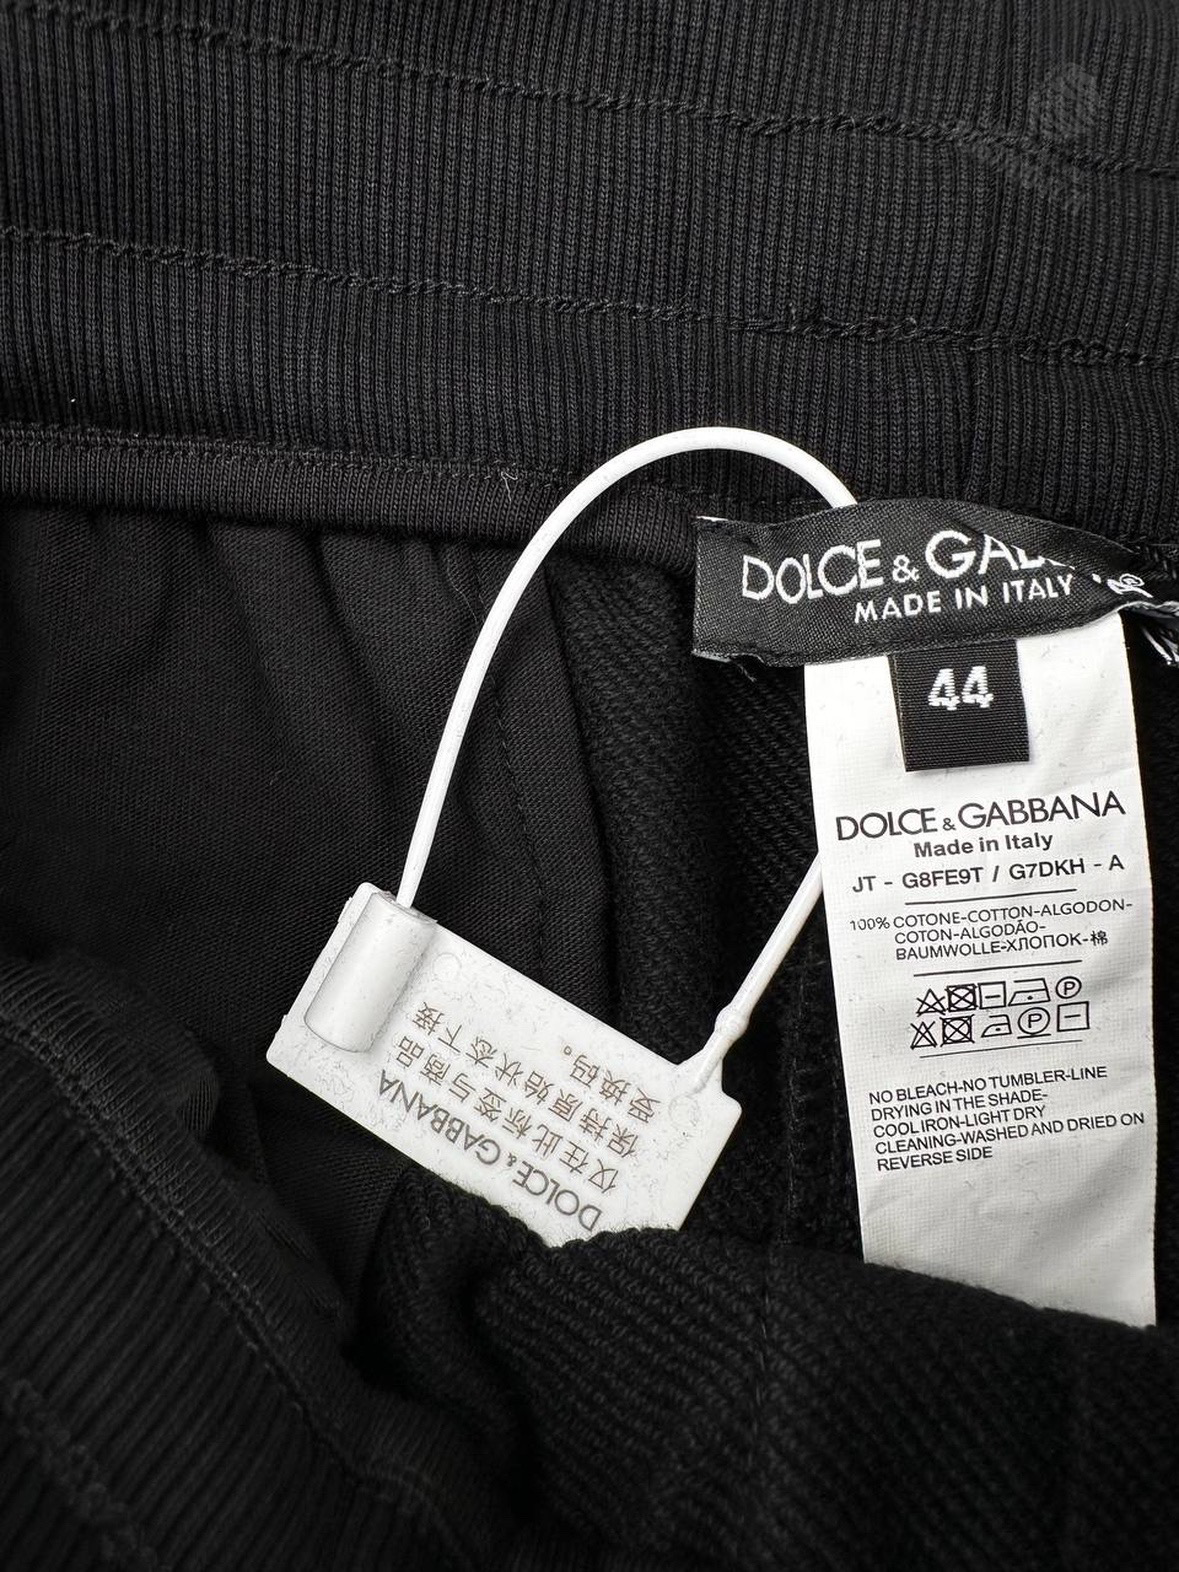 DOLCE & GABBANA®
MADE IN ITALY
44
DOLCE & GABBANA
Made in Italy
JT - G8FE9T / G7DKH - A
100% COTONE-COTTON-ALGODON-
COTON-ALGODÃO-
BAUMWOLLE-ХЛОПОК-棉
P
P
NO BLEACH-NO TUMBLER-LINE
DRYING IN THE SHADE-
COOL IRON-LIGHT DRY
CLEANING-WASHED AND DRIED ON
REVERSE SIDE
DOLCE & GABBANA
仅在此标签与商品
保持原始状态下接
受换码。